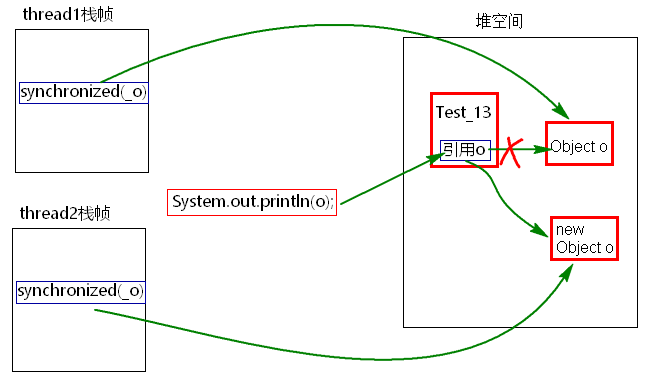 thread1栈帧
堆空间
synchronized(_o)
Test_13
引用o
Object o
System.out.println(o);
thread2栈帧
new
Object o
synchronized(_o)